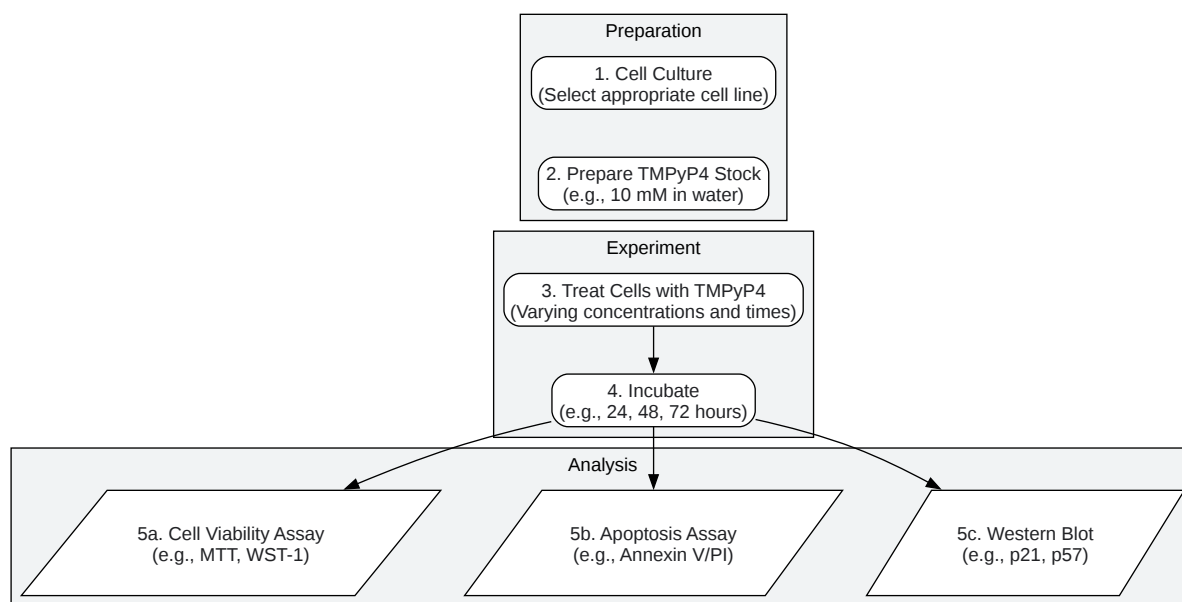 Preparation
1. Cell Culture
(Select appropriate cell line)
2. Prepare TMPyP4 Stock
(e.g., 10 mM in water)
Experiment
3. Treat Cells with TMPyP4
(Varying concentrations and times)
4. Incubate
(e.g., 24, 48, 72 hours)
Analysis
5a. Cell Viability Assay
(e.g., MTT, WST-1)
5b. Apoptosis Assay
(e.g., Annexin V/PI)
5c. Western Blot
(e.g., p21, p57)